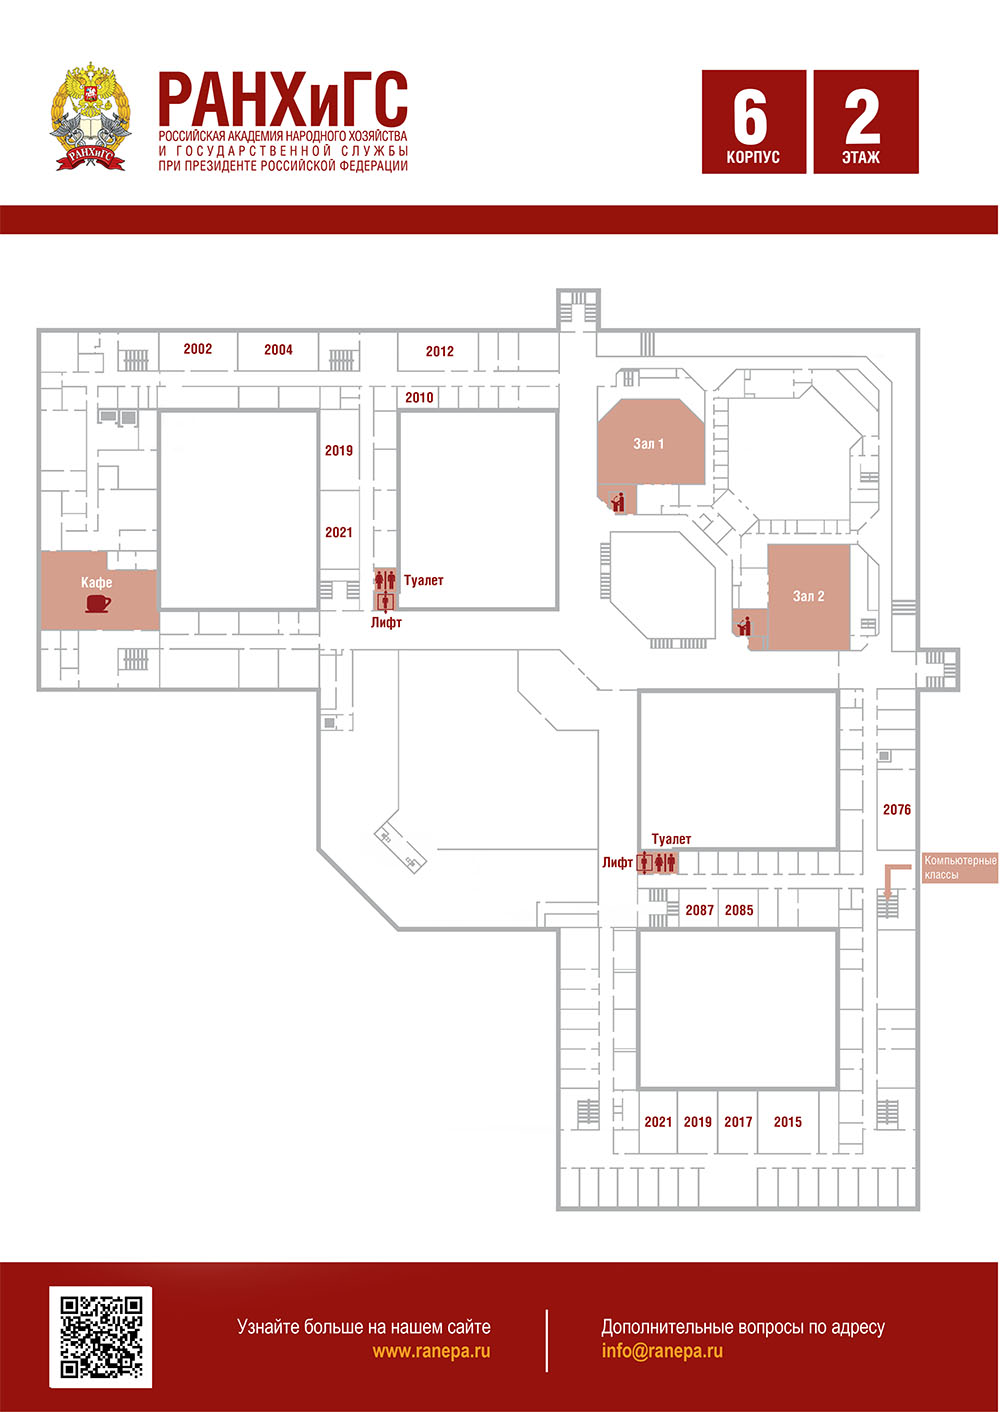 РАНХиГС
РОССИЙСКАЯ АКАДЕМИЯ НАРОДНОГО ХОЗЯЙСТВА
И ГОСУДАРСТВЕННОЙ СЛУЖБЫ
ПРИ ПРЕЗИДЕНТЕ РОССИЙСКОЙ ФЕДЕРАЦИИ
РАНХиГС
6
КОРПУС
2
ЭТАЖ
2002
2004
2012
2010
2019
Зал 1
2021
Кафе
Туалет
Лифт
Зал 2
2076
Туалет
Лифт
Компьютерные
классы
2087
2085
2021
2019
2017
2015
Узнайте больше на нашем сайте
www.ranepa.ru
Дополнительные вопросы по адресу
info@ranepa.ru